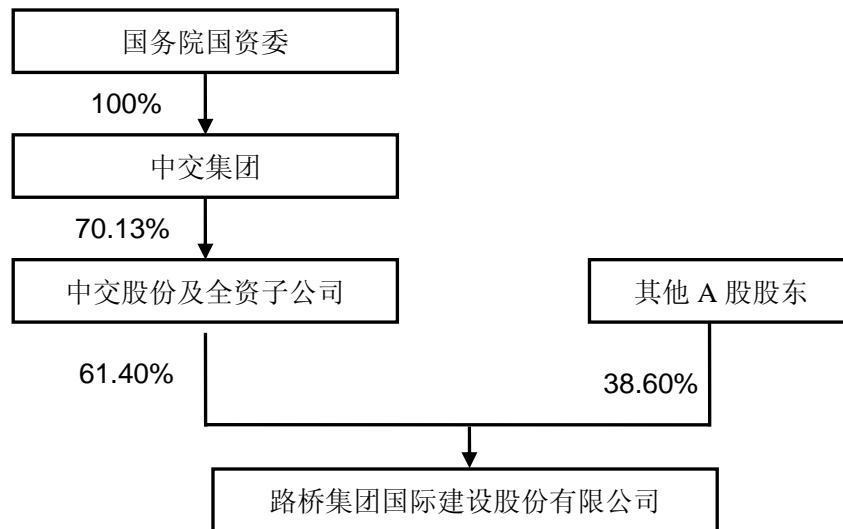 国务院国资委
100%
中交集团
70.13%
中交股份及全资子公司
其他 A 股股东
61.40%
38.60%
路桥集团国际建设股份有限公司